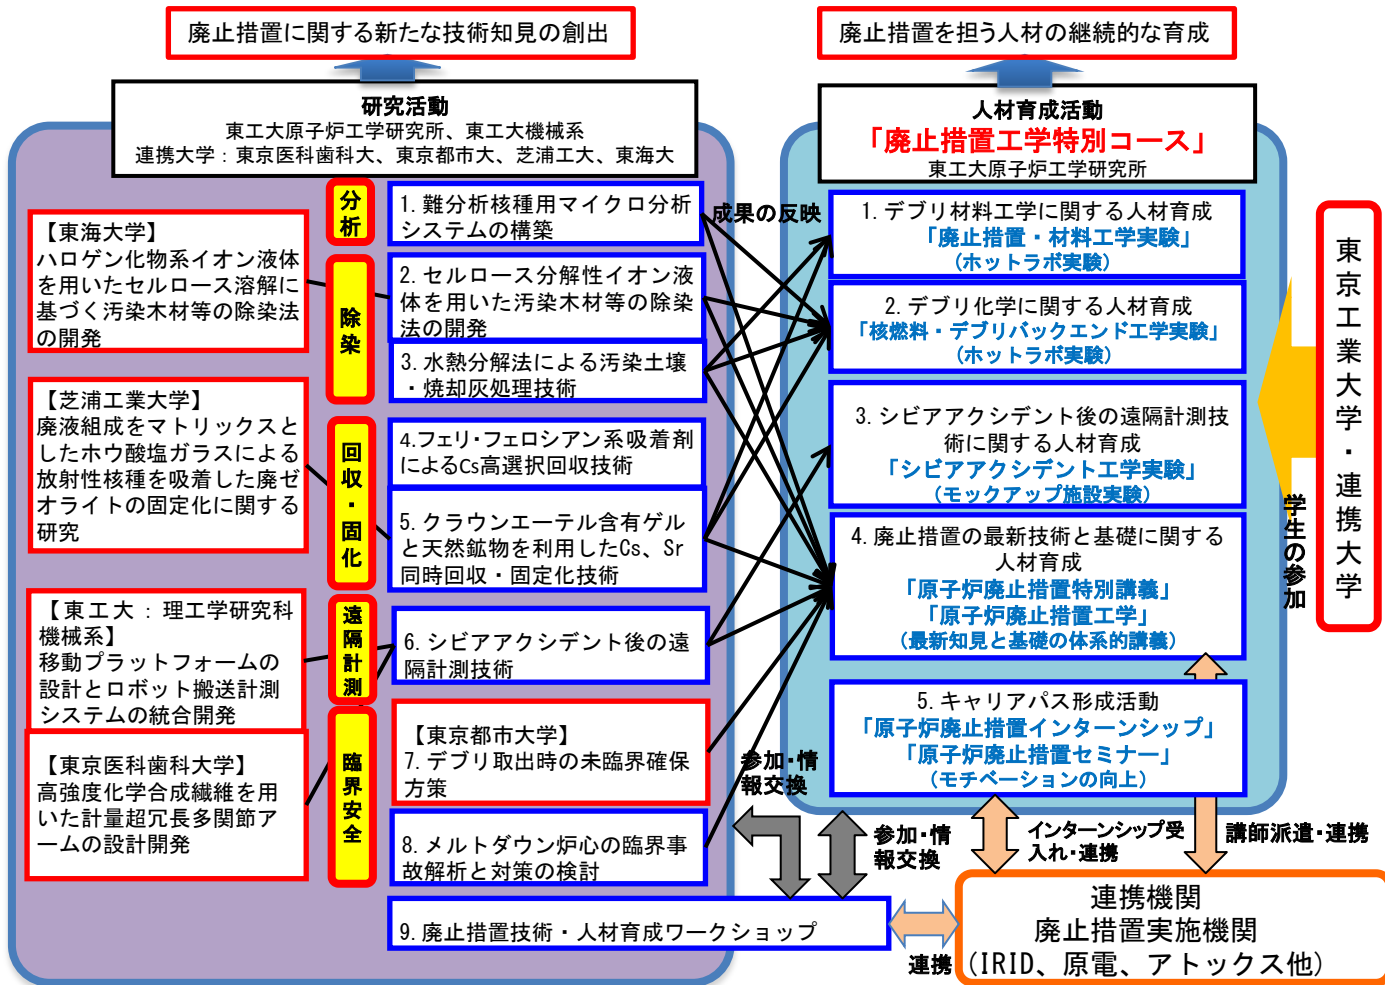 廃止措置に関する新たな技術知見の創出
廃止措置を担う人材の継続的な育成
研究活動
東工大原子炉工学研究所、東工大機械系
連携大学：東京医科歯科大、東京都市大、芝浦工大、東海大
人材育成活動
「廃止措置工学特別コース」
東工大原子炉工学研究所
【東海大学】
ハロゲン化物系イオン液体
を用いたセルロース溶解に
基づく汚染木材等の除染法
の開発
【芝浦工業大学】
廃液組成をマトリックスと
したホウ酸塩ガラスによる
放射性核種を吸着した廃ゼ
オライトの固定化に関する
研究
【東工大：理工学研究科
機械系】
移動プラットフォームの
設計とロボット搬送計測
システムの統合開発
【東京医科歯科大学】
高強度化学合成繊維を用
いた計量超冗長多関節ア
ームの設計開発
分析
除染
回収・固化
遠隔計測
臨界安全
1. 難分析核種用マイクロ分析
システムの構築
2. セルロース分解性イオン液
体を用いた汚染木材等の除染
法の開発
3. 水熱分解法による汚染土壌
・焼却灰処理技術
4.フェリ・フェロシアン系吸着剤
によるCs高選択回収技術
5. クラウンエーテル含有ゲル
と天然鉱物を利用したCs、Sr
同時回収・固定化技術
6. シビアアクシデント後の遠
隔計測技術
【東京都市大学】
7. デブリ取出時の未臨界確保
方策
8. メルトダウン炉心の臨界事
故解析と対策の検討
9. 廃止措置技術・人材育成ワークショップ
成果の反映
1. デブリ材料工学に関する人材育成
「廃止措置・材料工学実験」
(ホットラボ実験)
2. デブリ化学に関する人材育成
「核燃料・デブリバックエンド工学実験」
(ホットラボ実験)
3. シビアアクシデント後の遠隔計測技
術に関する人材育成
「シビアアクシデント工学実験」
(モックアップ施設実験)
4. 廃止措置の最新技術と基礎に関する
人材育成
「原子炉廃止措置特別講義」
「原子炉廃止措置工学」
(最新知見と基礎の体系的講義)
5. キャリアパス形成活動
「原子炉廃止措置インターンシップ」
「原子炉廃止措置セミナー」
(モチベーションの向上)
東京工業大学・連携大学
学生の参加
参加・情
報交換
参加・情
報交換
インターンシップ受
入れ・連携
講師派遣・連携
連携
連携機関
廃止措置実施機関
(IRID、原電、アトックス他)